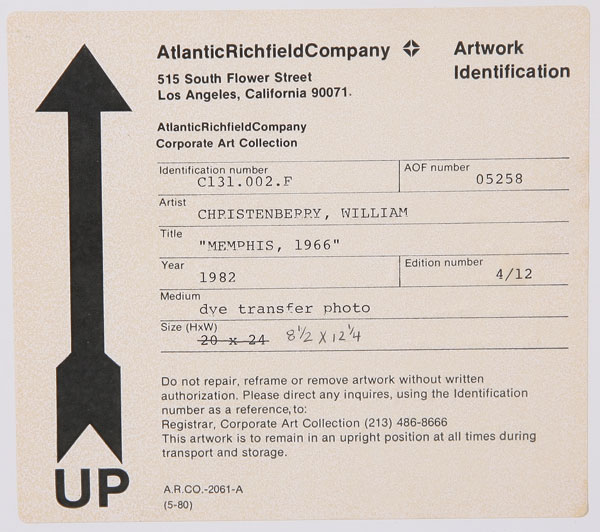 AtlanticRichfieldCompany Artwork
Identification
515 South Flower Street
Los Angeles, California 90071.
AtlanticRichfieldCompany
Corporate Art Collection
Identification number AOF number
C131.002.F 05258
Artist
CHRISTENBERRY, WILLIAM
Title
"MEMPHIS, 1966"
Year Edition number
1982 4/12
Medium
dye transfer photo
Size (HxW)
20 x 24 8 1/2 X 12 1/4
Do not repair, reframe or remove artwork without written
authorization. Please direct any inquires, using the Identification
number as a reference,to:
Registrar, Corporate Art Collection (213) 486-8666
This artwork is to remain in an upright position at all times during
transport and storage.
UP
A.R.CO.-2061-A
(5-80)